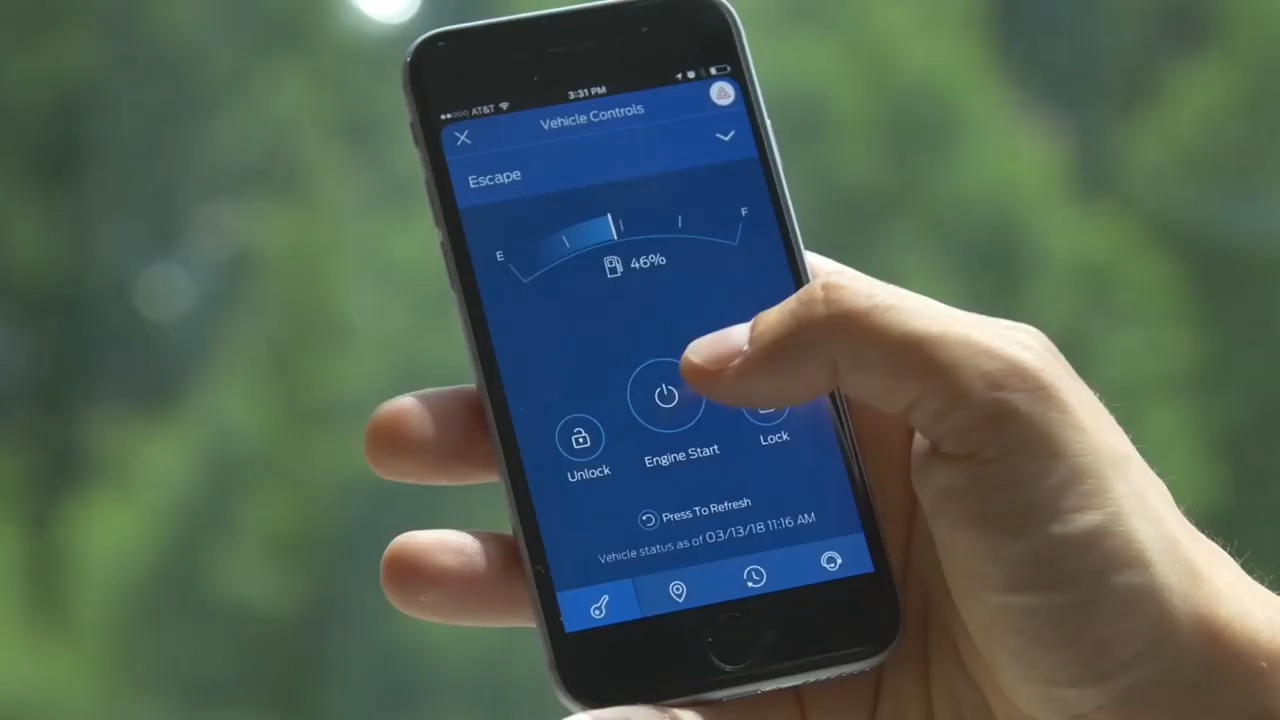 AT&T 3:31 PM
Vehicle Controls
Escape
E F
46%
Unlock Engine Start Lock
Press To Refresh
Vehicle status as of 03/13/18 11:16 AM